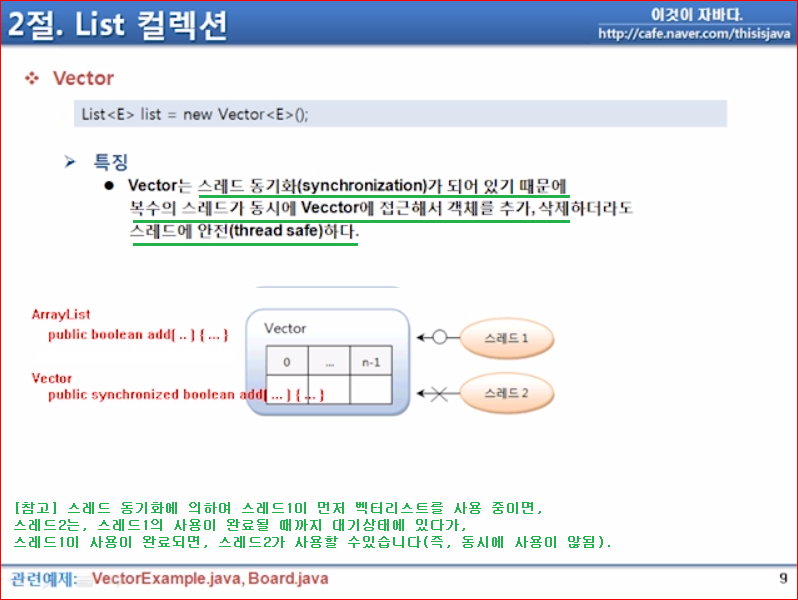 2절. List 컬렉션
이것이 자바다.
http://cafe.naver.com/thisisjava
Vector
List<E> list = new Vector<E>();
특징
Vector는 스레드 동기화(synchronization)가 되어 있기 때문에
복수의 스레드가 동시에 Vecctor에 접근해서 객체를 추가, 삭제하더라도
스레드에 안전(thread safe)하다.
ArrayList
public boolean add( .. ) { ... }
Vector
public synchronized boolean add( ... ) { ... }
Vector
0 ... n-1
스레드 1
스레드 2
[참고] 스레드 동기화에 의하여 스레드1이 먼저 벡터리스트를 사용 중이면,
스레드2는, 스레드1의 사용이 완료될 때까지 대기상태에 있다가,
스레드1이 사용이 완료되면, 스레드2가 사용할 수있습니다(즉, 동시에 사용이 않됨).
관련예제: VectorExample.java, Board.java
9